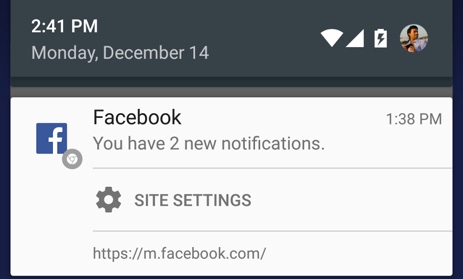 2:41 PM
Monday, December 14
Facebook
1:38 PM
You have 2 new notifications.
SITE SETTINGS
https://m.facebook.com/